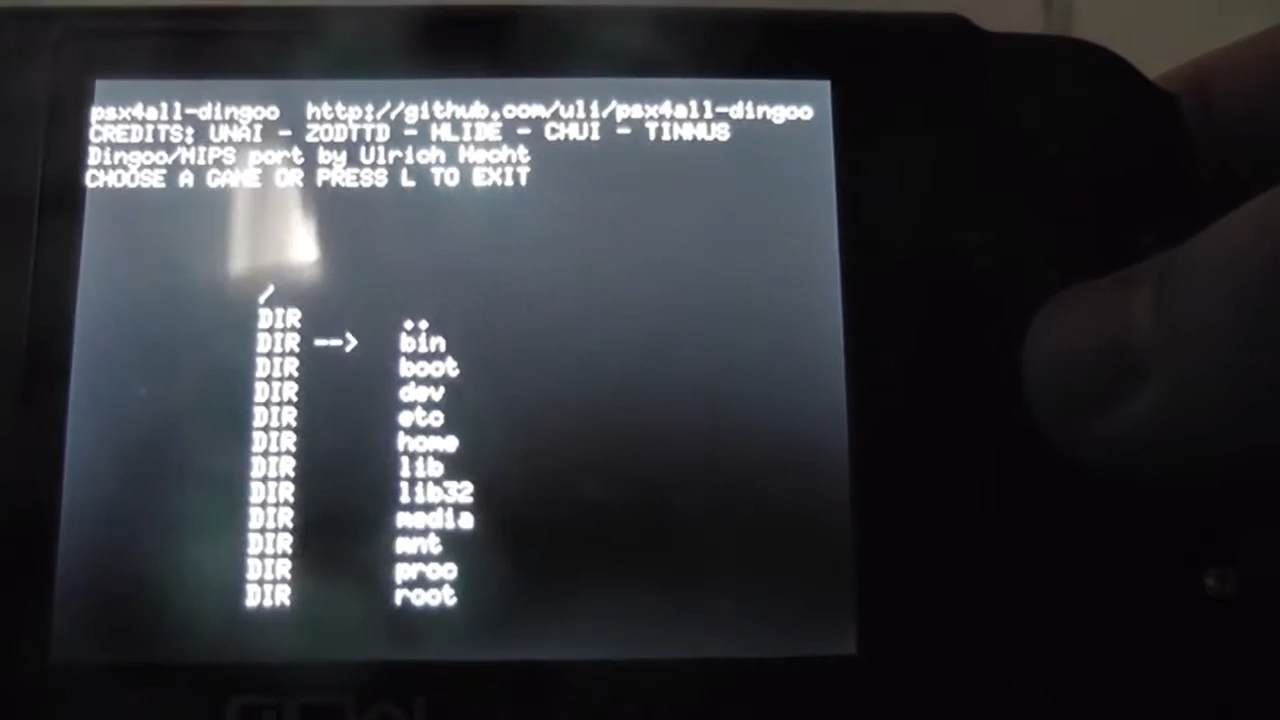 psx4all-dingoo http://github.com/uli/psx4all-dingoo
CREDITS: UNAI - ZODTTD - HLIDE - CHUI - TINNUS
Dingoo/MIPS port by Ulrich Hecht
CHOOSE A GAME OR PRESS L TO EXIT
/
DIR ..
DIR --> bin
DIR boot
DIR dev
DIR etc
DIR home
DIR lib
DIR lib32
DIR media
DIR mnt
DIR proc
DIR root